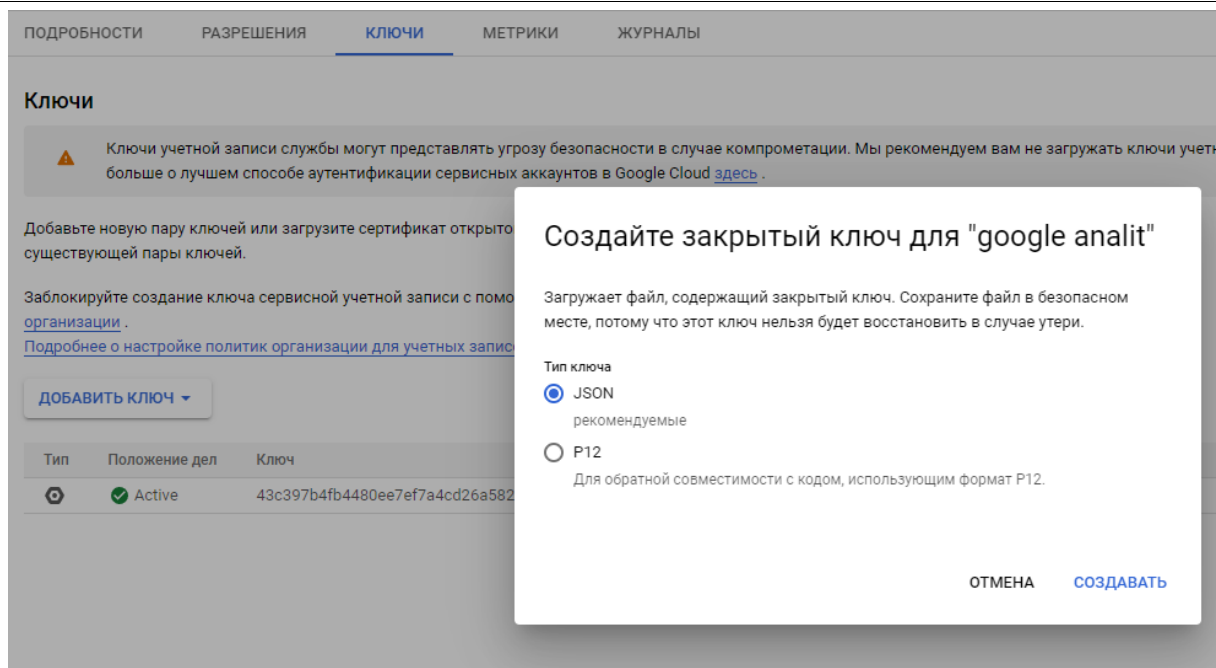 ПОДРОБНОСТИ РАЗРЕШЕНИЯ КЛЮЧИ МЕТРИКИ ЖУРНАЛЫ
Ключи
Ключи учетной записи службы могут представлять угрозу безопасности в случае компрометации. Мы рекомендуем вам не загружать ключи
больше о лучшем способе аутентификации сервисных аккаунтов в Google Cloud здесь .
Добавьте новую пару ключей или загрузите сертификат
существующей пары ключей.
Заблокируйте создание ключа сервисной учетной записи с
организации .
Подробнее о настройке политик организации для учетных
ДОБАВИТЬ КЛЮЧ
Тип Положение дел Ключ
Active 43c397b4fb4480ee7ef7a4cd26a582
Создайте закрытый ключ для "google analit"
Загружает файл, содержащий закрытый ключ. Сохраните файл в безопасном
месте, потому что этот ключ нельзя будет восстановить в случае утери.
Тип ключа
JSON
рекомендуемые
P12
Для обратной совместимости с кодом, использующим формат P12.
ОТМЕНА СОЗДАВАТЬ